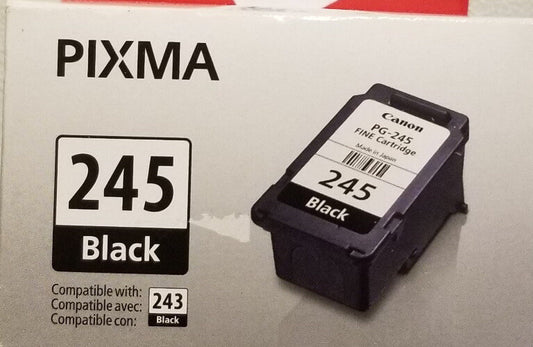 PIXMA
245
Black
Compatible with:
Compatible avec:
Compatible con:
243
Black
Canon
PG-245
FINE Cartridge
Made in Japan
245
Black